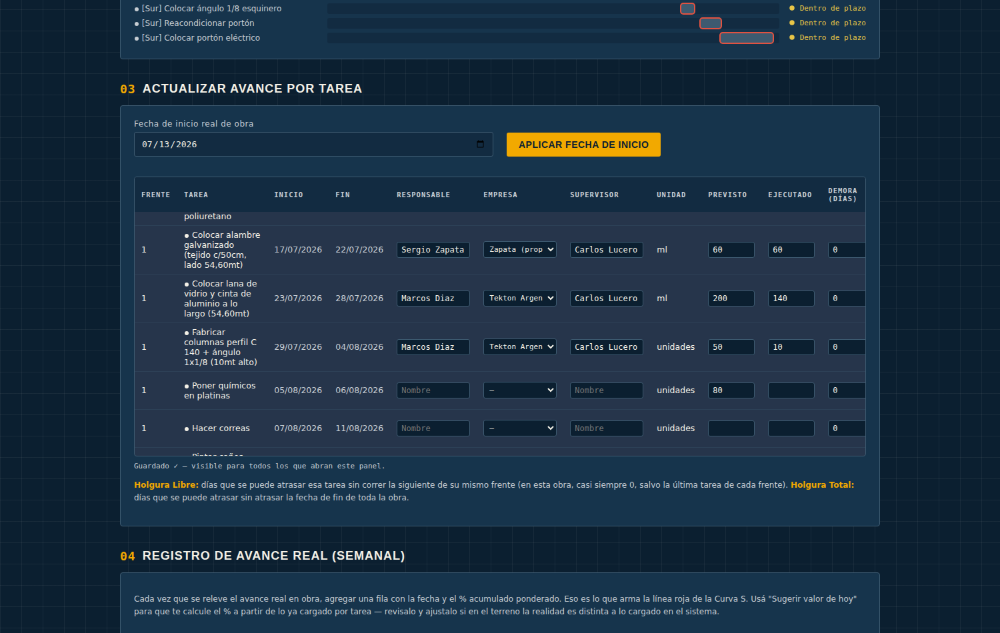 [Sur] Colocar ángulo 1/8 esquinero Dentro de plazo
[Sur] Reacondicionar portón Dentro de plazo
[Sur] Colocar portón eléctrico Dentro de plazo
03 ACTUALIZAR AVANCE POR TAREA
Fecha de inicio real de obra
07/13/2026 APLICAR FECHA DE INICIO
FRENTE TAREA INICIO FIN RESPONSABLE EMPRESA SUPERVISOR UNIDAD PREVISTO EJECUTADO DEMORA (DÍAS)
poliuretano
1 Colocar alambre galvanizado (tejido c/50cm, lado 54,60mt) 17/07/2026 22/07/2026 Sergio Zapata Zapata (prop Carlos Lucero ml 60 60 0
1 Colocar lana de vidrio y cinta de aluminio a lo largo (54,60mt) 23/07/2026 28/07/2026 Marcos Diaz Tekton Argen Carlos Lucero ml 200 140 0
1 Fabricar columnas perfil C 140 + ángulo 1x1/8 (10mt alto) 29/07/2026 04/08/2026 Marcos Diaz Tekton Argen Carlos Lucero unidades 50 10 0
1 Poner químicos en platinas 05/08/2026 06/08/2026 Nombre — Nombre unidades 80 0
1 Hacer correas 07/08/2026 11/08/2026 Nombre — Nombre unidades 0
Guardado ✓ — visible para todos los que abran este panel.
Holgura Libre: días que se puede atrasar esa tarea sin correr la siguiente de su mismo frente (en esta obra, casi siempre 0, salvo la última tarea de cada frente). Holgura Total:
días que se puede atrasar sin atrasar la fecha de fin de toda la obra.
04 REGISTRO DE AVANCE REAL (SEMANAL)
Cada vez que se releve el avance real en obra, agregar una fila con la fecha y el % acumulado ponderado. Eso es lo que arma la línea roja de la Curva S. Usá "Sugerir valor de hoy"
para que te calcule el % a partir de lo ya cargado por tarea — revisalo y ajustalo si en el terreno la realidad es distinta a lo cargado en el sistema.